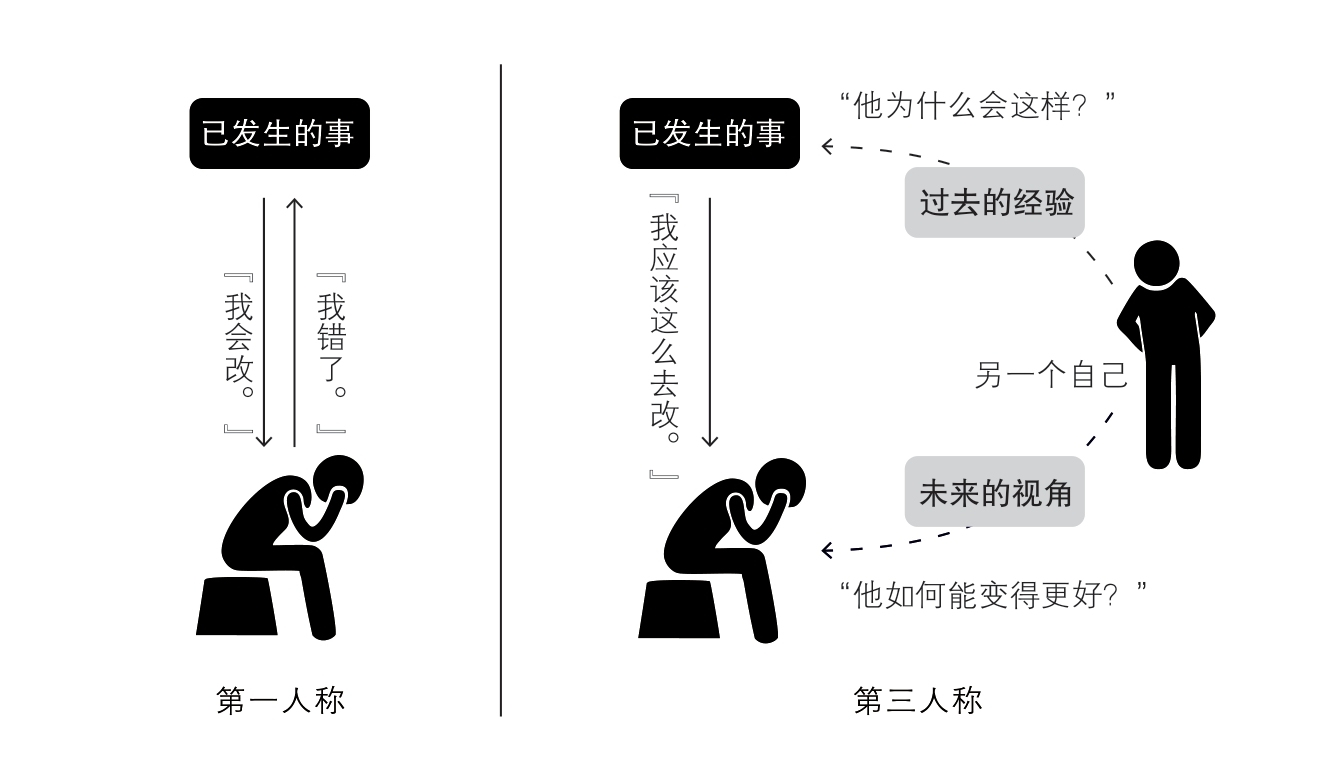 已发生的事
『我会改。』
『我错了。』
第一人称
已发生的事
『我应该这么去改。』
“他为什么会这样？”
过去的经验
另一个自己
未来的视角
“他如何能变得更好？”
第三人称